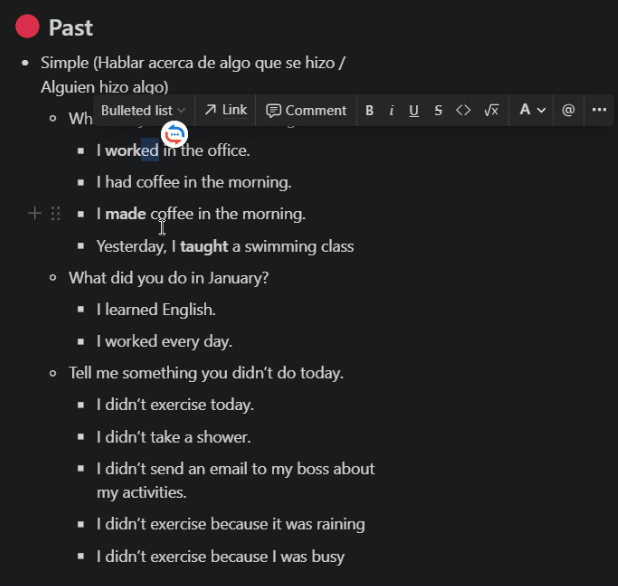 Past
Simple (Hablar acerca de algo que se hizo /
Alguien hizo algo)
Bulleted list Link Comment B i U S <> √x A @ •••
I worked in the office.
I had coffee in the morning.
I made coffee in the morning.
Yesterday, I taught a swimming class
What did you do in January?
I learned English.
I worked every day.
Tell me something you didn't do today.
I didn't exercise today.
I didn't take a shower.
I didn't send an email to my boss about
my activities.
I didn't exercise because it was raining
I didn't exercise because I was busy